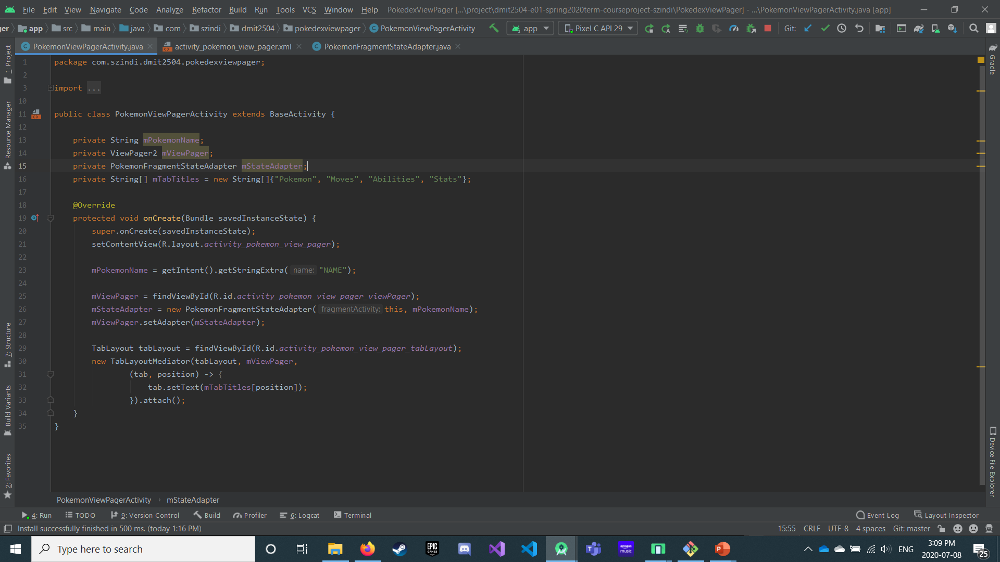 File Edit View Navigate Code Analyze Refactor Build Run Tools VCS Window Help PokedexViewPager [...\project\dmit2504-e01-spring2020term-courseproject-szindi\PokedexViewPager] - ...\PokemonViewPagerActivity.java [app]
ger app src main java com szindi dmit2504 pokedexviewpager PokemonViewPagerActivity app Pixel C API 29 Git:
PokemonViewPagerActivity.java activity_pokemon_view_pager.xml PokemonFragmentStateAdapter.java
1: Project
Resource Manager
7: Structure
Build Variants
2: Favorites
Gradle
Device File Explorer
1 package com.szindi.dmit2504.pokedexviewpager;
2
3 import ...
10
11 public class PokemonViewPagerActivity extends BaseActivity {
12
13 private String mPokemonName;
14 private ViewPager2 mViewPager;
15 private PokemonFragmentStateAdapter mStateAdapter;
16 private String[] mTabTitles = new String[]{"Pokemon", "Moves", "Abilities", "Stats"};
17
18 @Override
19 protected void onCreate(Bundle savedInstanceState) {
20 super.onCreate(savedInstanceState);
21 setContentView(R.layout.activity_pokemon_view_pager);
22
23 mPokemonName = getIntent().getStringExtra( name: "NAME");
24
25 mViewPager = findViewById(R.id.activity_pokemon_view_pager_viewPager);
26 mStateAdapter = new PokemonFragmentStateAdapter( fragmentActivity: this, mPokemonName);
27 mViewPager.setAdapter(mStateAdapter);
28
29 TabLayout tabLayout = findViewById(R.id.activity_pokemon_view_pager_tabLayout);
30 new TabLayoutMediator(tabLayout, mViewPager,
31 (tab, position) -> {
32 tab.setText(mTabTitles[position]);
33 }).attach();
34 }
35 }
PokemonViewPagerActivity › mStateAdapter
4: Run TODO 9: Version Control Build Profiler 6: Logcat Terminal Event Log Layout Inspector
Install successfully finished in 500 ms. (today 1:16 PM) 15:55 CRLF UTF-8 4 spaces Git: master
Type here to search
EPIC GAMES
amazon music
ENG
3:09 PM
2020-07-08
25